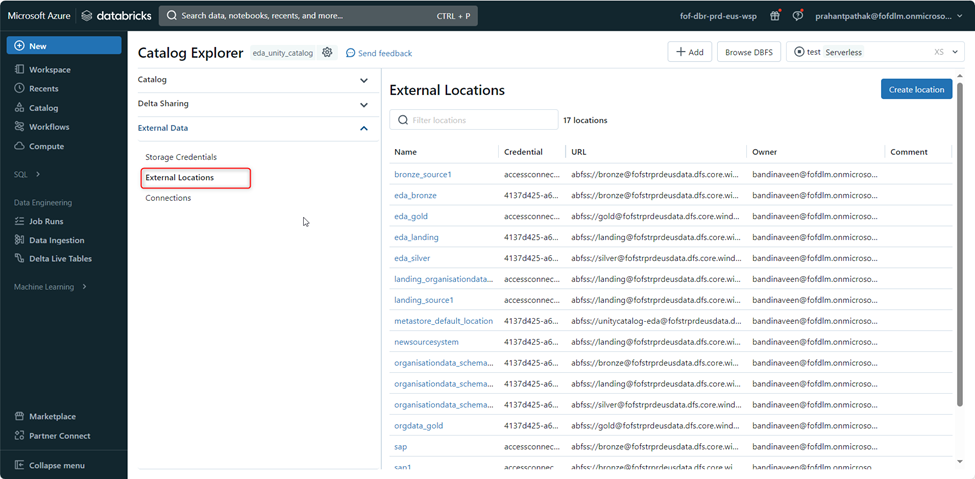 Microsoft Azure databricks Search data, notebooks, recents, and more... CTRL + P fof-dbr-prd-eus-wsp prahantpathak@fofdlm.onmicroso...
New
Workspace
Recents
Catalog
Workflows
Compute
SQL
Data Engineering
Job Runs
Data Ingestion
Delta Live Tables
Machine Learning
Marketplace
Partner Connect
Collapse menu
Catalog Explorer eda_unity_catalog Send feedback
Add Browse DBFS test Serverless XS
Catalog
Delta Sharing
External Data
Storage Credentials
External Locations
Connections
External Locations Create location
Filter locations 17 locations
Name Credential URL Owner Comment
bronze_source1 accessconnec... abfss://bronze@fofstrprdeusdata.dfs.core.wi... bandinaveen@fofdlm.onmicroso...
eda_bronze 4137d425-a6... abfss://bronze@fofstrprdeusdata.dfs.core.wi... bandinaveen@fofdlm.onmicroso...
eda_gold accessconnec... abfss://gold@fofstrprdeusdata.dfs.core.wind... bandinaveen@fofdlm.onmicroso...
eda_landing 4137d425-a6... abfss://landing@fofstrprdeusdata.dfs.core.wi... bandinaveen@fofdlm.onmicroso...
eda_silver 4137d425-a6... abfss://silver@fofstrprdeusdata.dfs.core.wind... bandinaveen@fofdlm.onmicroso...
landing_organisationdata... accessconnec... abfss://landing@fofstrprdeusdata.dfs.core.wi... bandinaveen@fofdlm.onmicroso...
landing_source1 accessconnec... abfss://landing@fofstrprdeusdata.dfs.core.wi... bandinaveen@fofdlm.onmicroso...
metastore_default_location 4137d425-a6... abfss://unitycatalog-eda@fofstrprdeusdata.d... bandinaveen@fofdlm.onmicroso...
newsourcesystem 4137d425-a6... abfss://landing@fofstrprdeusdata.dfs.core.wi... bandinaveen@fofdlm.onmicroso...
organisationdata_schema... 4137d425-a6... abfss://bronze@fofstrprdeusdata.dfs.core.wi... bandinaveen@fofdlm.onmicroso...
organisationdata_schema... 4137d425-a6... abfss://landing@fofstrprdeusdata.dfs.core.wi... bandinaveen@fofdlm.onmicroso...
organisationdata_schema... 4137d425-a6... abfss://silver@fofstrprdeusdata.dfs.core.wind... bandinaveen@fofdlm.onmicroso...
orgdata_gold 4137d425-a6... abfss://gold@fofstrprdeusdata.dfs.core.wind... bandinaveen@fofdlm.onmicroso...
sap accessconnec... abfss://bronze@fofstrprdeusdata.dfs.core.wi... bandinaveen@fofdlm.onmicroso...
sap1 accessconnec...